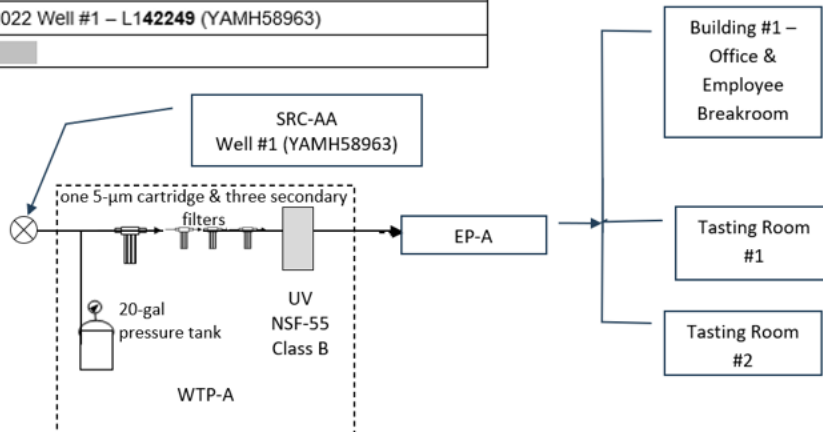 022 Well #1 – L142249 (YAMH58963)
SRC-AA
Well #1 (YAMH58963)
one 5-µm cartridge & three secondary
filters
20-gal
pressure tank
UV
NSF-55
Class B
WTP-A
EP-A
Building #1 –
Office &
Employee
Breakroom
Tasting Room
#1
Tasting Room
#2